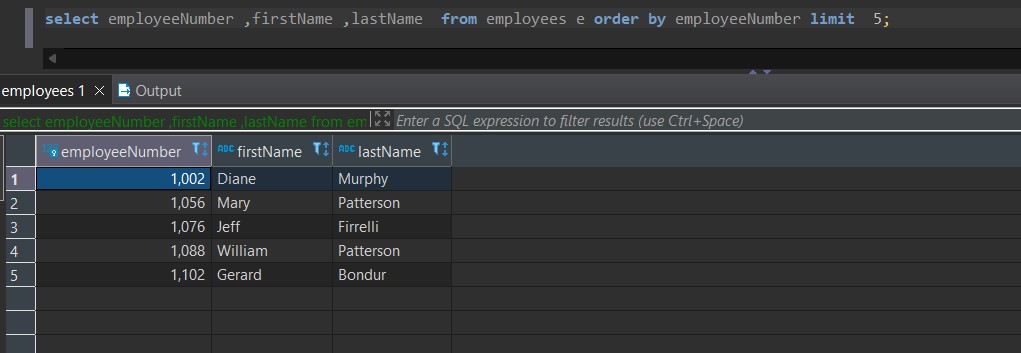 select employeeNumber ,firstName ,lastName  from employees e order by employeeNumber limit  5;
employees 1 Output
select employeeNumber ,firstName ,lastName from em Enter a SQL expression to filter results (use Ctrl+Space)
employeeNumber ABC firstName ABC lastName
1 1,002 Diane Murphy
2 1,056 Mary Patterson
3 1,076 Jeff Firrelli
4 1,088 William Patterson
5 1,102 Gerard Bondur